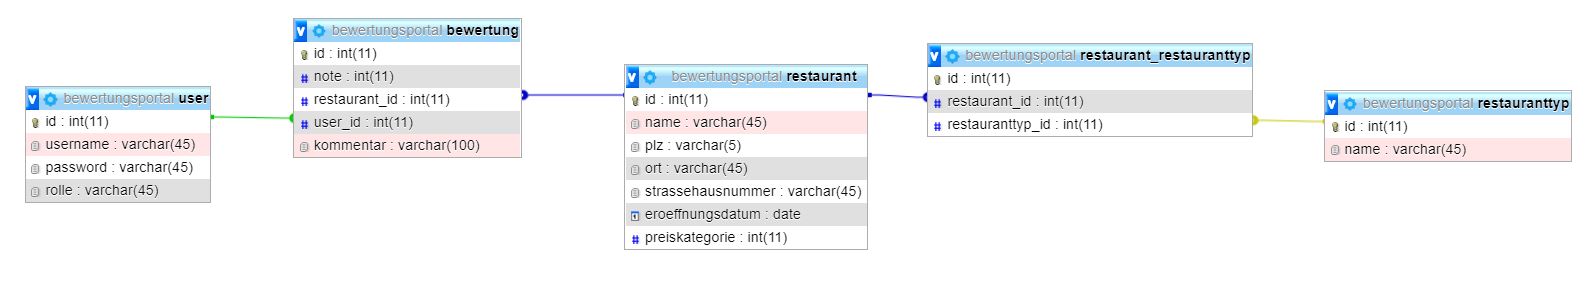 v bewertungsportal user
id : int(11)
username : varchar(45)
password : varchar(45)
rolle : varchar(45)
v bewertungsportal bewertung
id : int(11)
# note : int(11)
# restaurant_id : int(11)
# user_id : int(11)
kommentar : varchar(100)
v bewertungsportal restaurant
id : int(11)
name : varchar(45)
plz : varchar(5)
ort : varchar(45)
strassehausnummer : varchar(45)
eroeffnungsdatum : date
# preiskategorie : int(11)
v bewertungsportal restaurant_restauranttyp
id : int(11)
# restaurant_id : int(11)
# restauranttyp_id : int(11)
v bewertungsportal restauranttyp
id : int(11)
name : varchar(45)